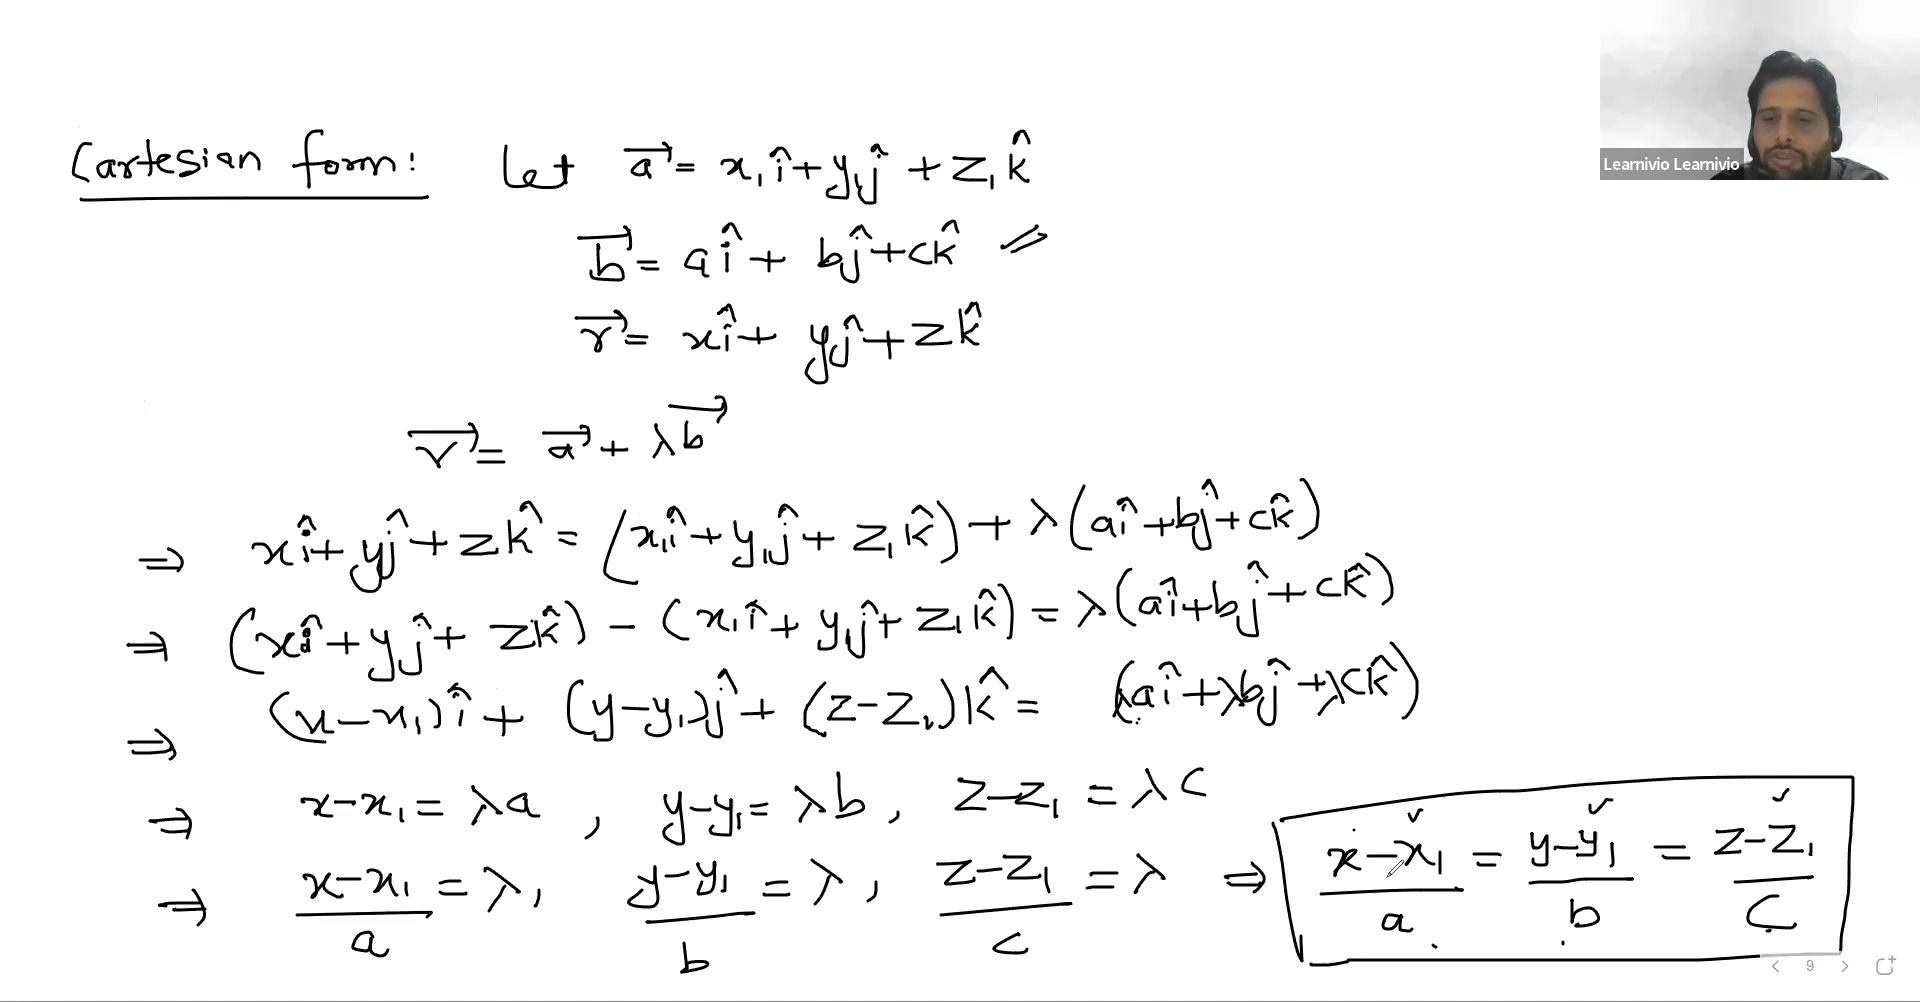 Learnivio Learnivio
Cartesian form: Let a⃗ = x₁î + y₁ĵ + z₁k̂
b⃗ = aî + bĵ + ck̂
r⃗ = xî + yĵ + zk̂
r⃗ = a⃗ + λb⃗
⇒ xî + yĵ + zk̂ = (x₁î + y₁ĵ + z₁k̂) + λ(aî + bĵ + ck̂)
⇒ (xî + yĵ + zk̂) − (x₁î + y₁ĵ + z₁k̂) = λ(aî + bĵ + ck̂)
⇒ (x−x₁)î + (y−y₁)ĵ + (z−z₁)k̂ = (λaî + λbĵ + λck̂)
⇒ x−x₁ = λa , y−y₁ = λb , z−z₁ = λc
⇒ (x−x₁)/a = λ, (y−y₁)/b = λ, (z−z₁)/c = λ ⇒ (x−x₁)/a = (y−y₁)/b = (z−z₁)/c
9